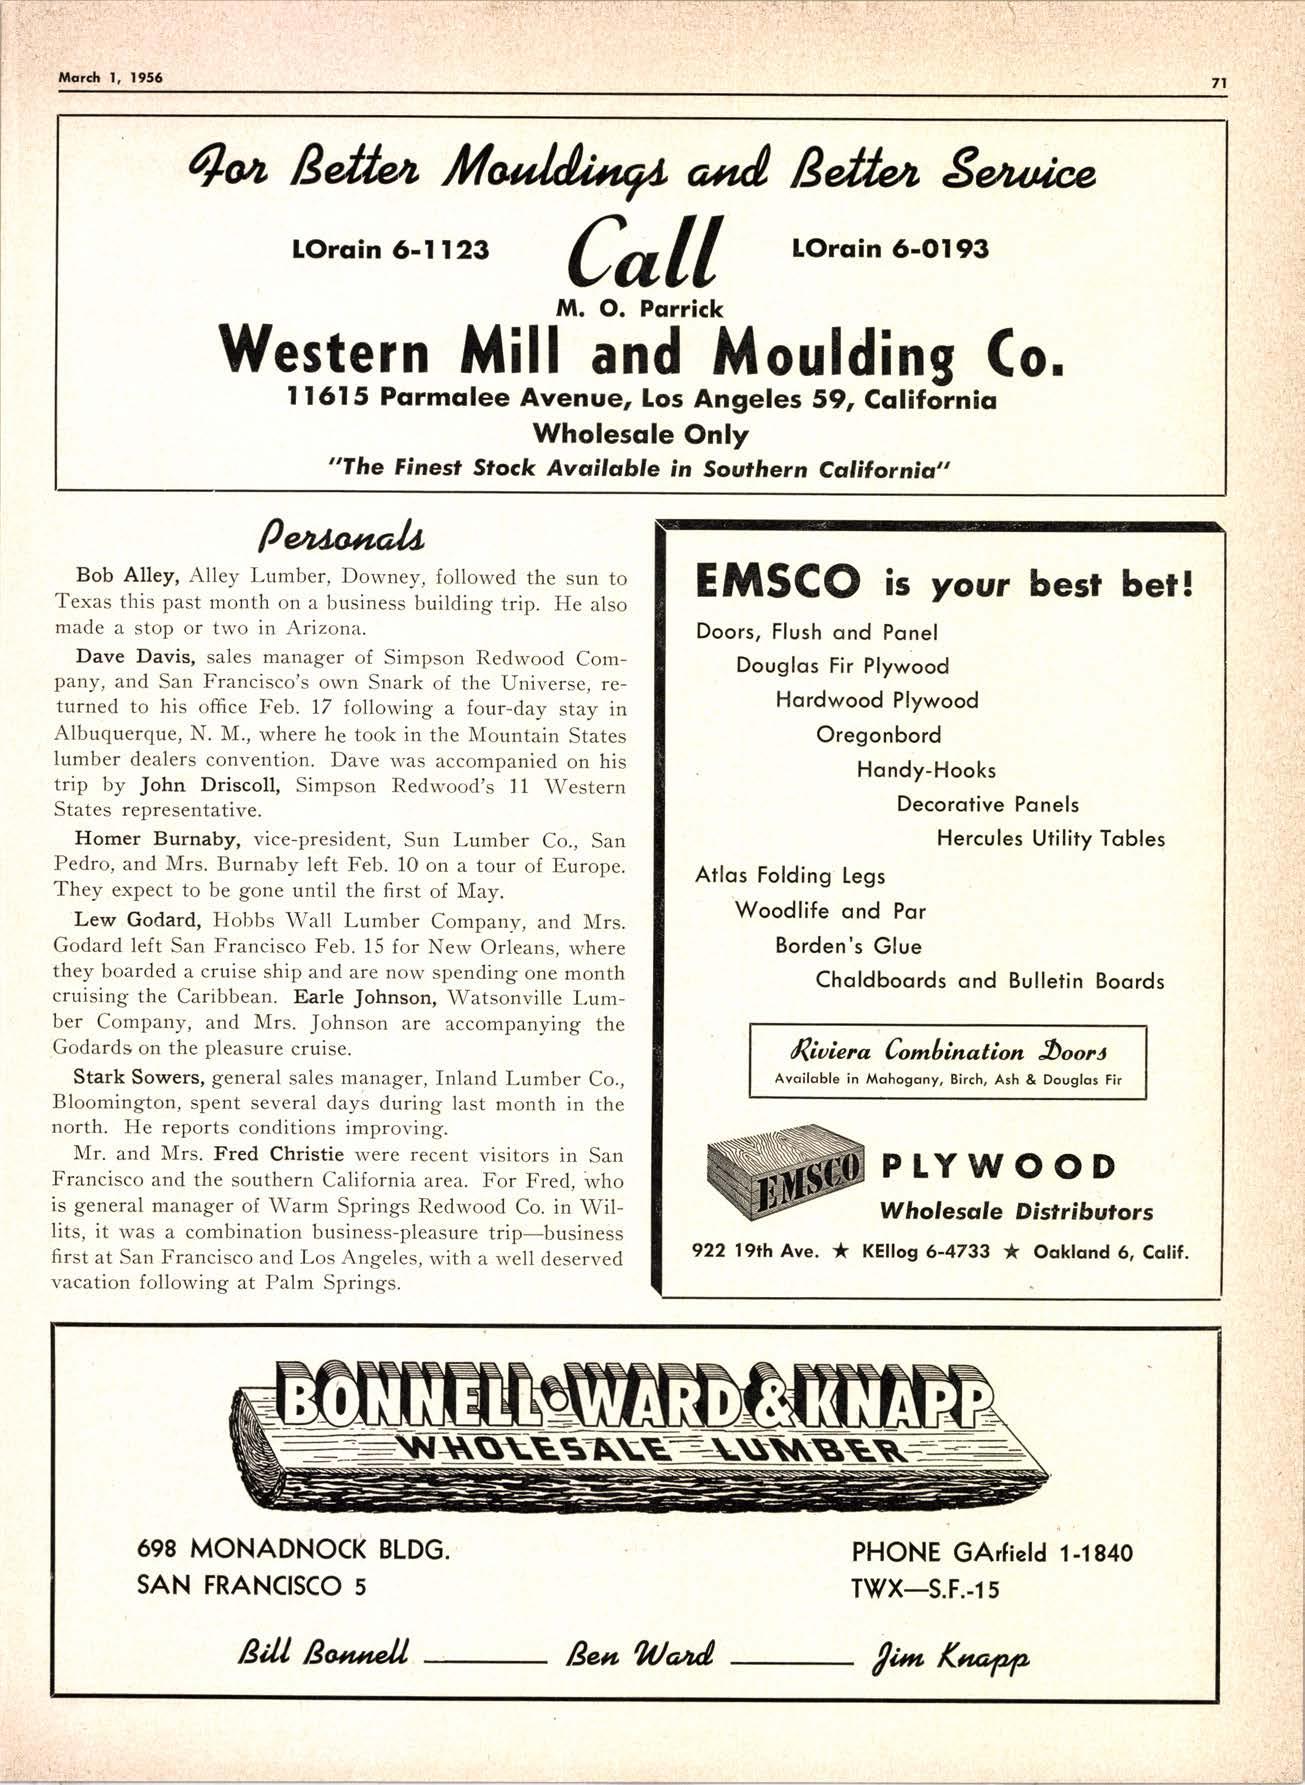 March 1, 1956
71
For Better Mouldings and Better Service
LOrain 6-1123
Call
LOrain 6-0193
M. O. Parrick
Western Mill and Moulding Co.
11615 Parmalee Avenue, Los Angeles 59, California
Wholesale Only
"The Finest Stock Available in Southern California"
Personals
Bob Alley, Alley Lumber, Downey, followed the sun to
Texas this past month on a business building trip. He also
made a stop or two in Arizona.
Dave Davis, sales manager of Simpson Redwood Com-
pany, and San Francisco's own Snark of the Universe, re-
turned to his office Feb. 17 following a four-day stay in
Albuquerque, N. M., where he took in the Mountain States
lumber dealers convention. Dave was accompanied on his
trip by John Driscoll, Simpson Redwood's 11 Western
States representative.
Homer Burnaby, vice-president, Sun Lumber Co., San
Pedro, and Mrs. Burnaby left Feb. 10 on a tour of Europe.
They expect to be gone until the first of May.
Lew Godard, Hobbs Wall Lumber Company, and Mrs.
Godard left San Francisco Feb. 15 for New Orleans, where
they boarded a cruise ship and are now spending one month
cruising the Caribbean. Earle Johnson, Watsonville Lum-
ber Company, and Mrs. Johnson are accompanying the
Godards on the pleasure cruise.
Stark Sowers, general sales manager, Inland Lumber Co.,
Bloomington, spent several days during last month in the
north. He reports conditions improving.
Mr. and Mrs. Fred Christie were recent visitors in San
Francisco and the southern California area. For Fred, who
is general manager of Warm Springs Redwood Co. in Wil-
lits, it was a combination business-pleasure trip—business
first at San Francisco and Los Angeles, with a well deserved
vacation following at Palm Springs.
EMSCO is your best bet!
Doors, Flush and Panel
Douglas Fir Plywood
Hardwood Plywood
Oregonbord
Handy-Hooks
Decorative Panels
Hercules Utility Tables
Atlas Folding Legs
Woodlife and Par
Borden's Glue
Chaldboards and Bulletin Boards
Riviera Combination Doors
Available in Mahogany, Birch, Ash & Douglas Fir
EMSCO
PLYWOOD
Wholesale Distributors
922 19th Ave. ★ KEllog 6-4733 ★ Oakland 6, Calif.
BONNELL•WARD & KNAPP
WHOLESALE LUMBER
698 MONADNOCK BLDG.
SAN FRANCISCO 5
PHONE GArfield 1-1840
TWX—S.F.-15
Bill Bonnell Ben Ward Jim Knapp